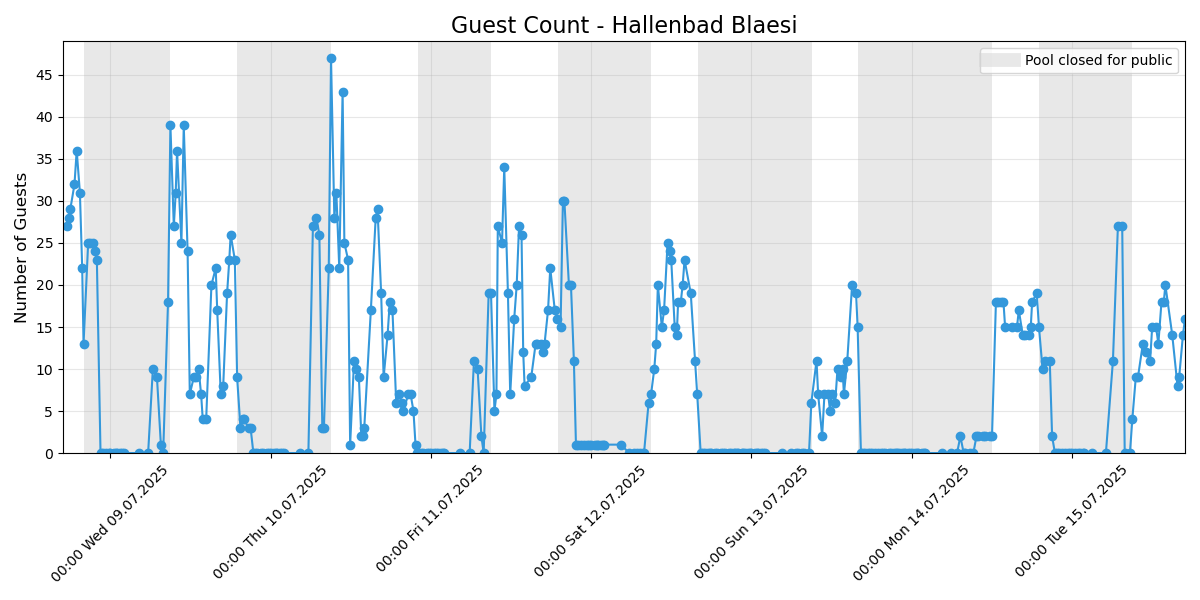 Guest Count - Hallenbad Blaesi
Pool closed for public
Number of Guests
45
40
35
30
25
20
15
10
5
0
00:00 Wed 09.07.2025
00:00 Thu 10.07.2025
00:00 Fri 11.07.2025
00:00 Sat 12.07.2025
00:00 Sun 13.07.2025
00:00 Mon 14.07.2025
00:00 Tue 15.07.2025